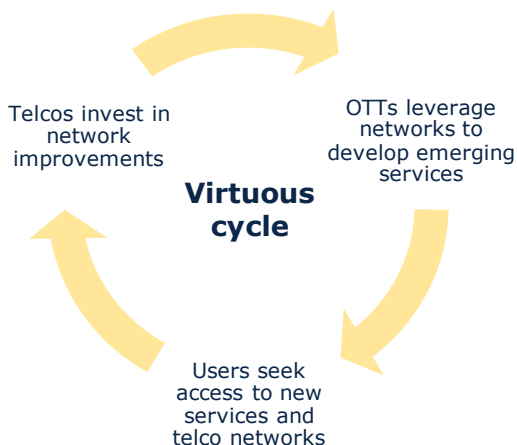 Telcos invest in
network
improvements
OTTs leverage
networks to
develop emerging
services
Virtuous
cycle
Users seek
access to new
services and
telco networks